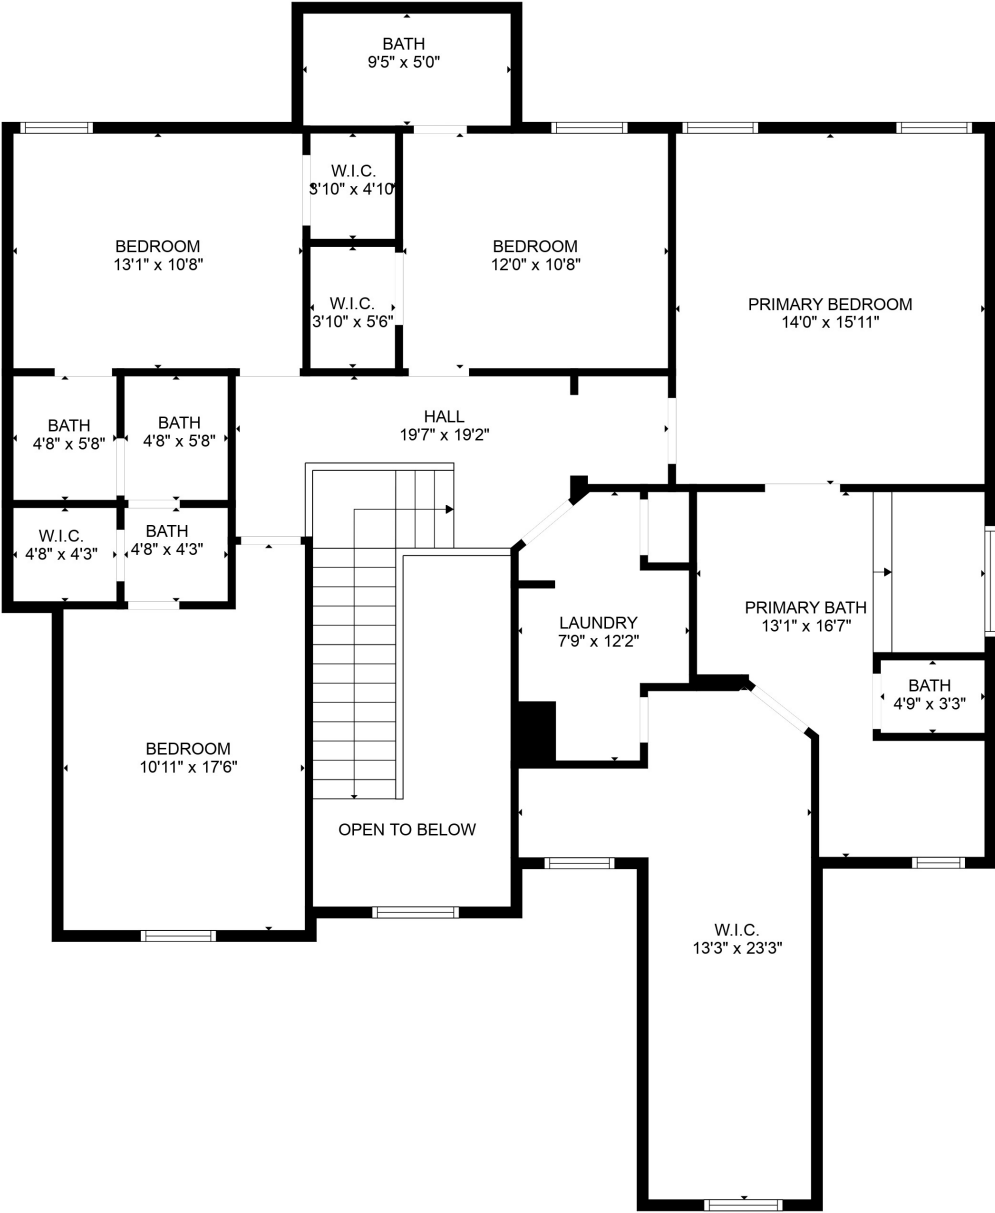 BATH
9'5" x 5'0"
W.I.C.
3'10" x 4'10
BEDROOM
13'1" x 10'8"
BEDROOM
12'0" x 10'8"
W.I.C.
3'10" x 5'6"
PRIMARY BEDROOM
14'0" x 15'11"
BATH
4'8" x 5'8"
BATH
4'8" x 5'8"
HALL
19'7" x 19'2"
W.I.C.
4'8" x 4'3"
BATH
4'8" x 4'3"
LAUNDRY
7'9" x 12'2"
PRIMARY BATH
13'1" x 16'7"
BATH
4'9" x 3'3"
BEDROOM
10'11" x 17'6"
OPEN TO BELOW
W.I.C.
13'3" x 23'3"